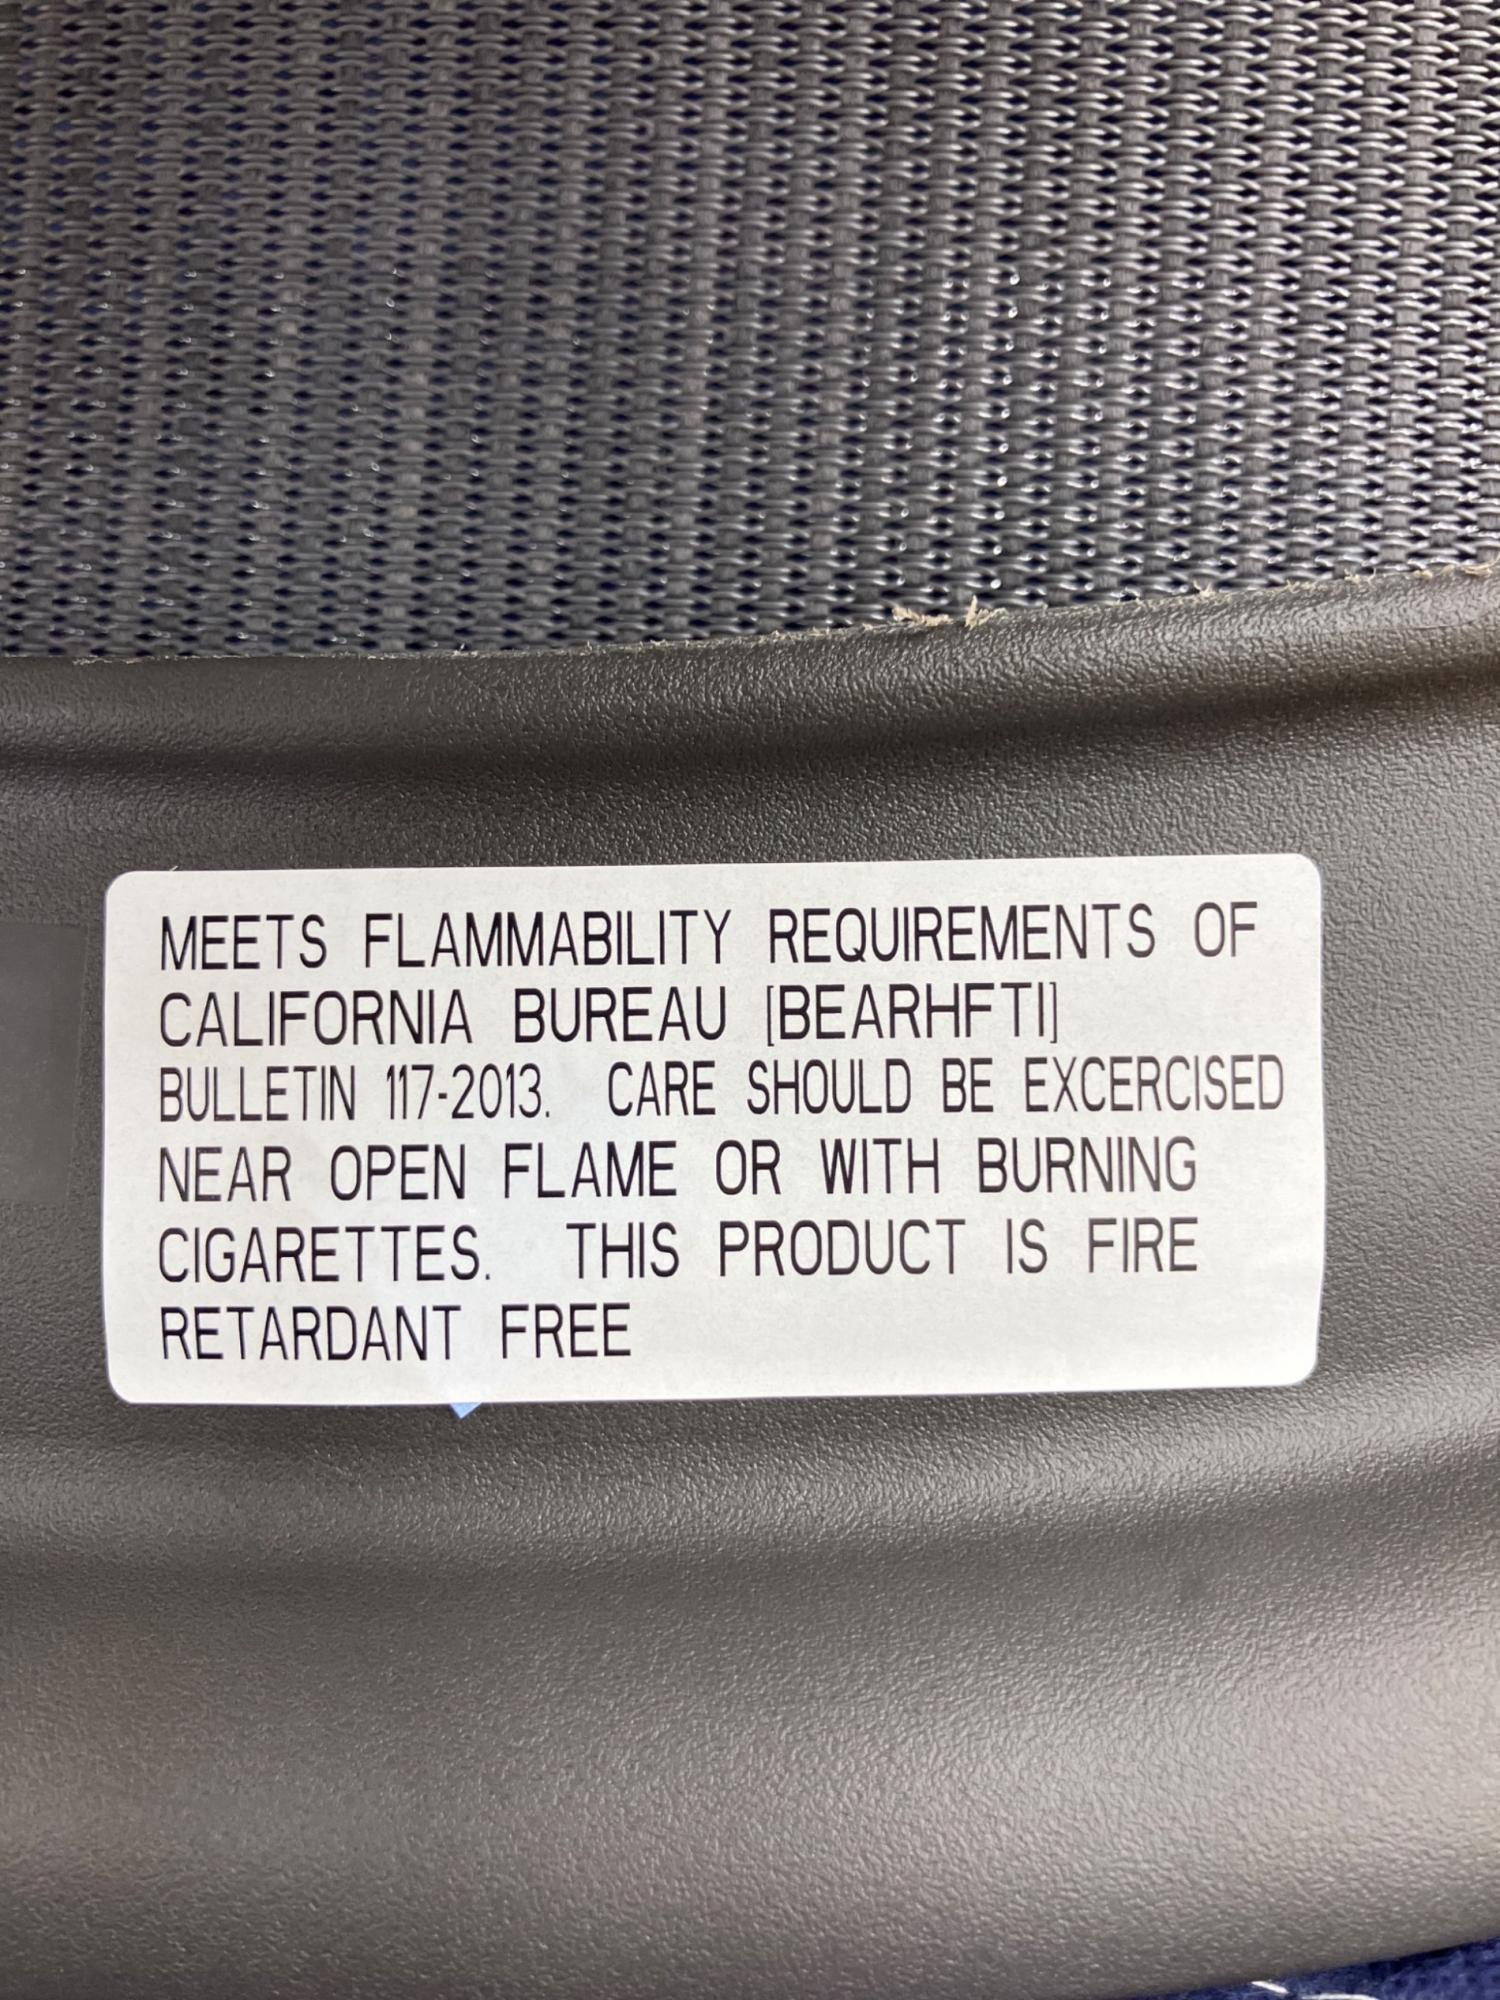 MEETS FLAMMABILITY REQUIREMENTS OF
CALIFORNIA BUREAU [BEARHFTI]
BULLETIN 117-2013. CARE SHOULD BE EXCERCISED
NEAR OPEN FLAME OR WITH BURNING
CIGARETTES. THIS PRODUCT IS FIRE
RETARDANT FREE